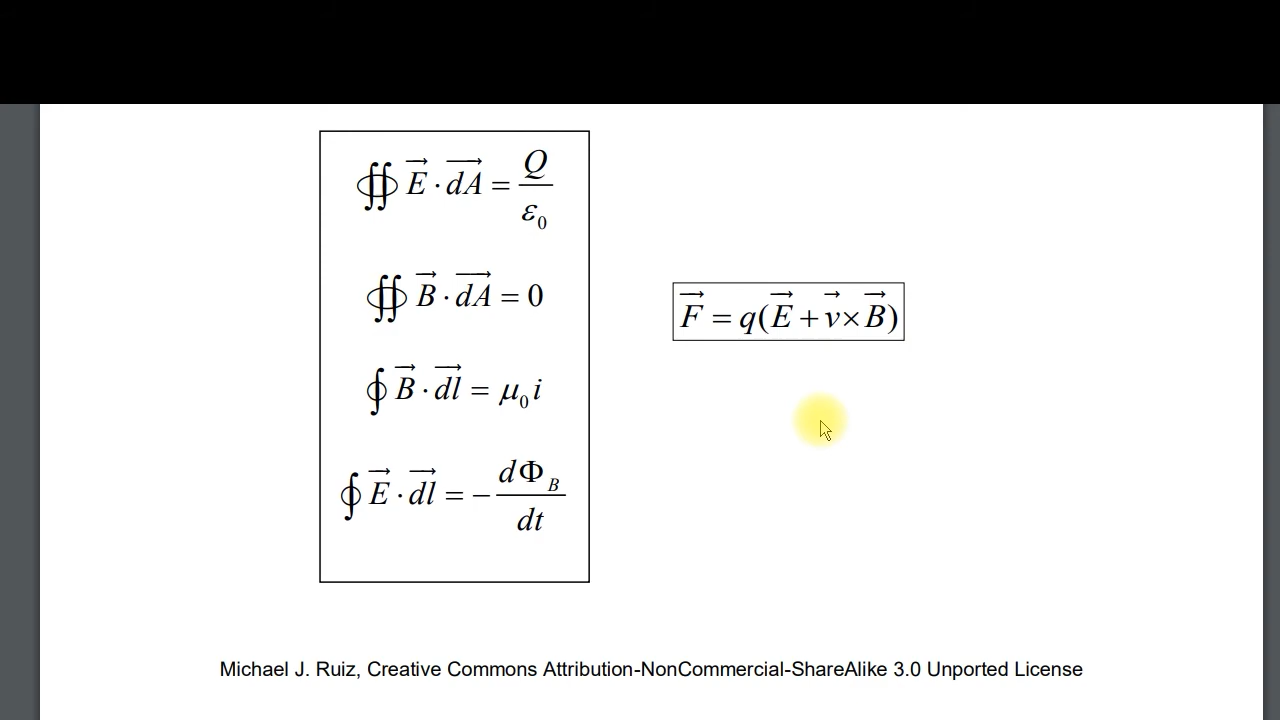 ∯ E⃗ · dA⃗ = Q / ε₀
∯ B⃗ · dA⃗ = 0
∮ B⃗ · dl⃗ = μ₀ i
∮ E⃗ · dl⃗ = − dΦ_B / dt
F⃗ = q(E⃗ + v⃗ × B⃗)
Michael J. Ruiz, Creative Commons Attribution-NonCommercial-ShareAlike 3.0 Unported License